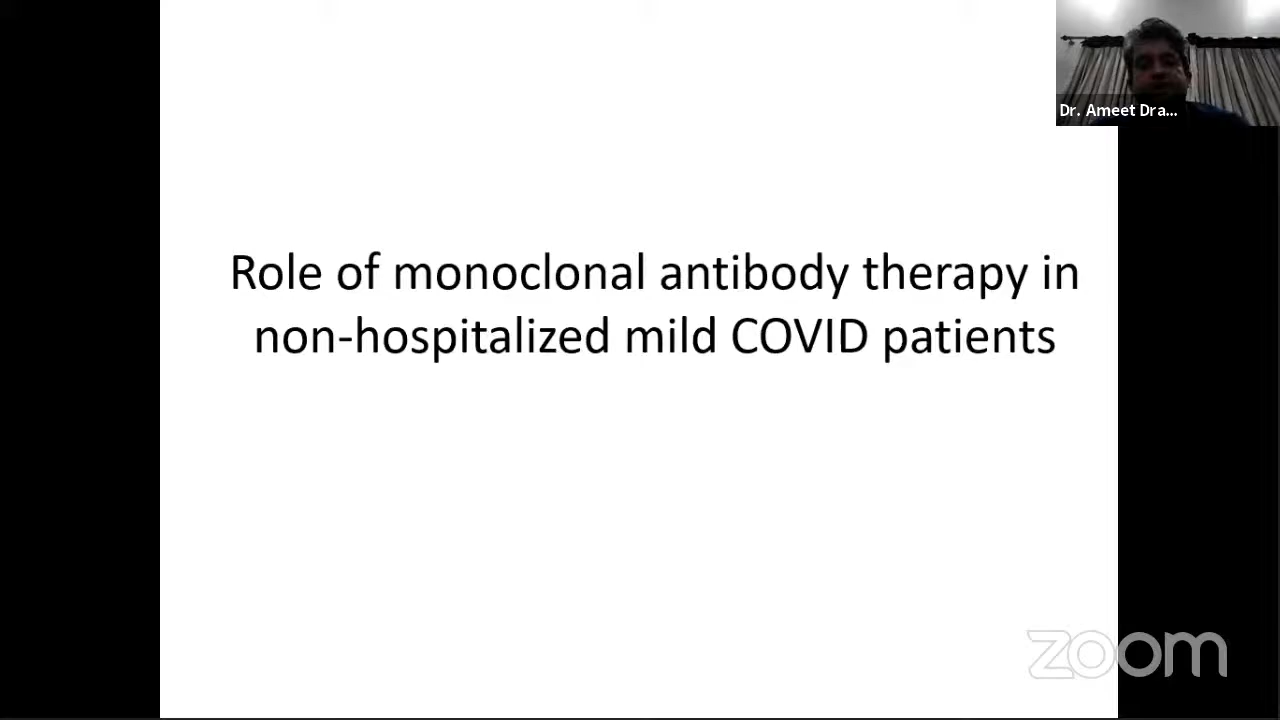 Dr. Ameet Dra...
Role of monoclonal antibody therapy in
non-hospitalized mild COVID patients
zoom